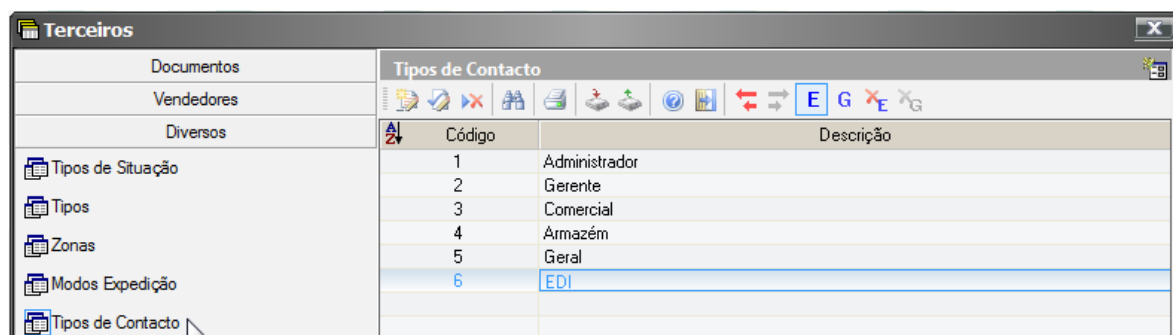 Terceiros
Documentos
Vendedores
Diversos
Tipos de Situação
Tipos
Zonas
Modos Expedição
Tipos de Contacto
Tipos de Contacto
E G E G
Código Descrição
1 Administrador
2 Gerente
3 Comercial
4 Armazém
5 Geral
6 EDI